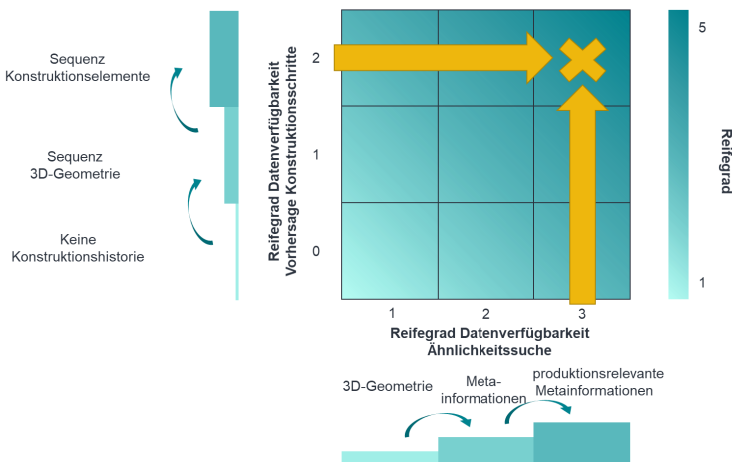 Sequenz
Konstruktionselemente
Sequenz
3D-Geometrie
Keine
Konstruktionshistorie
Reifegrad Datenverfügbarkeit
Vorhersage Konstruktionsschritte
2
1
0
1
2
3
Reifegrad Datenverfügbarkeit
Ähnlichkeitssuche
5
Reifegrad
1
3D-Geometrie
Meta-
informationen
produktionsrelevante
Metainformationen